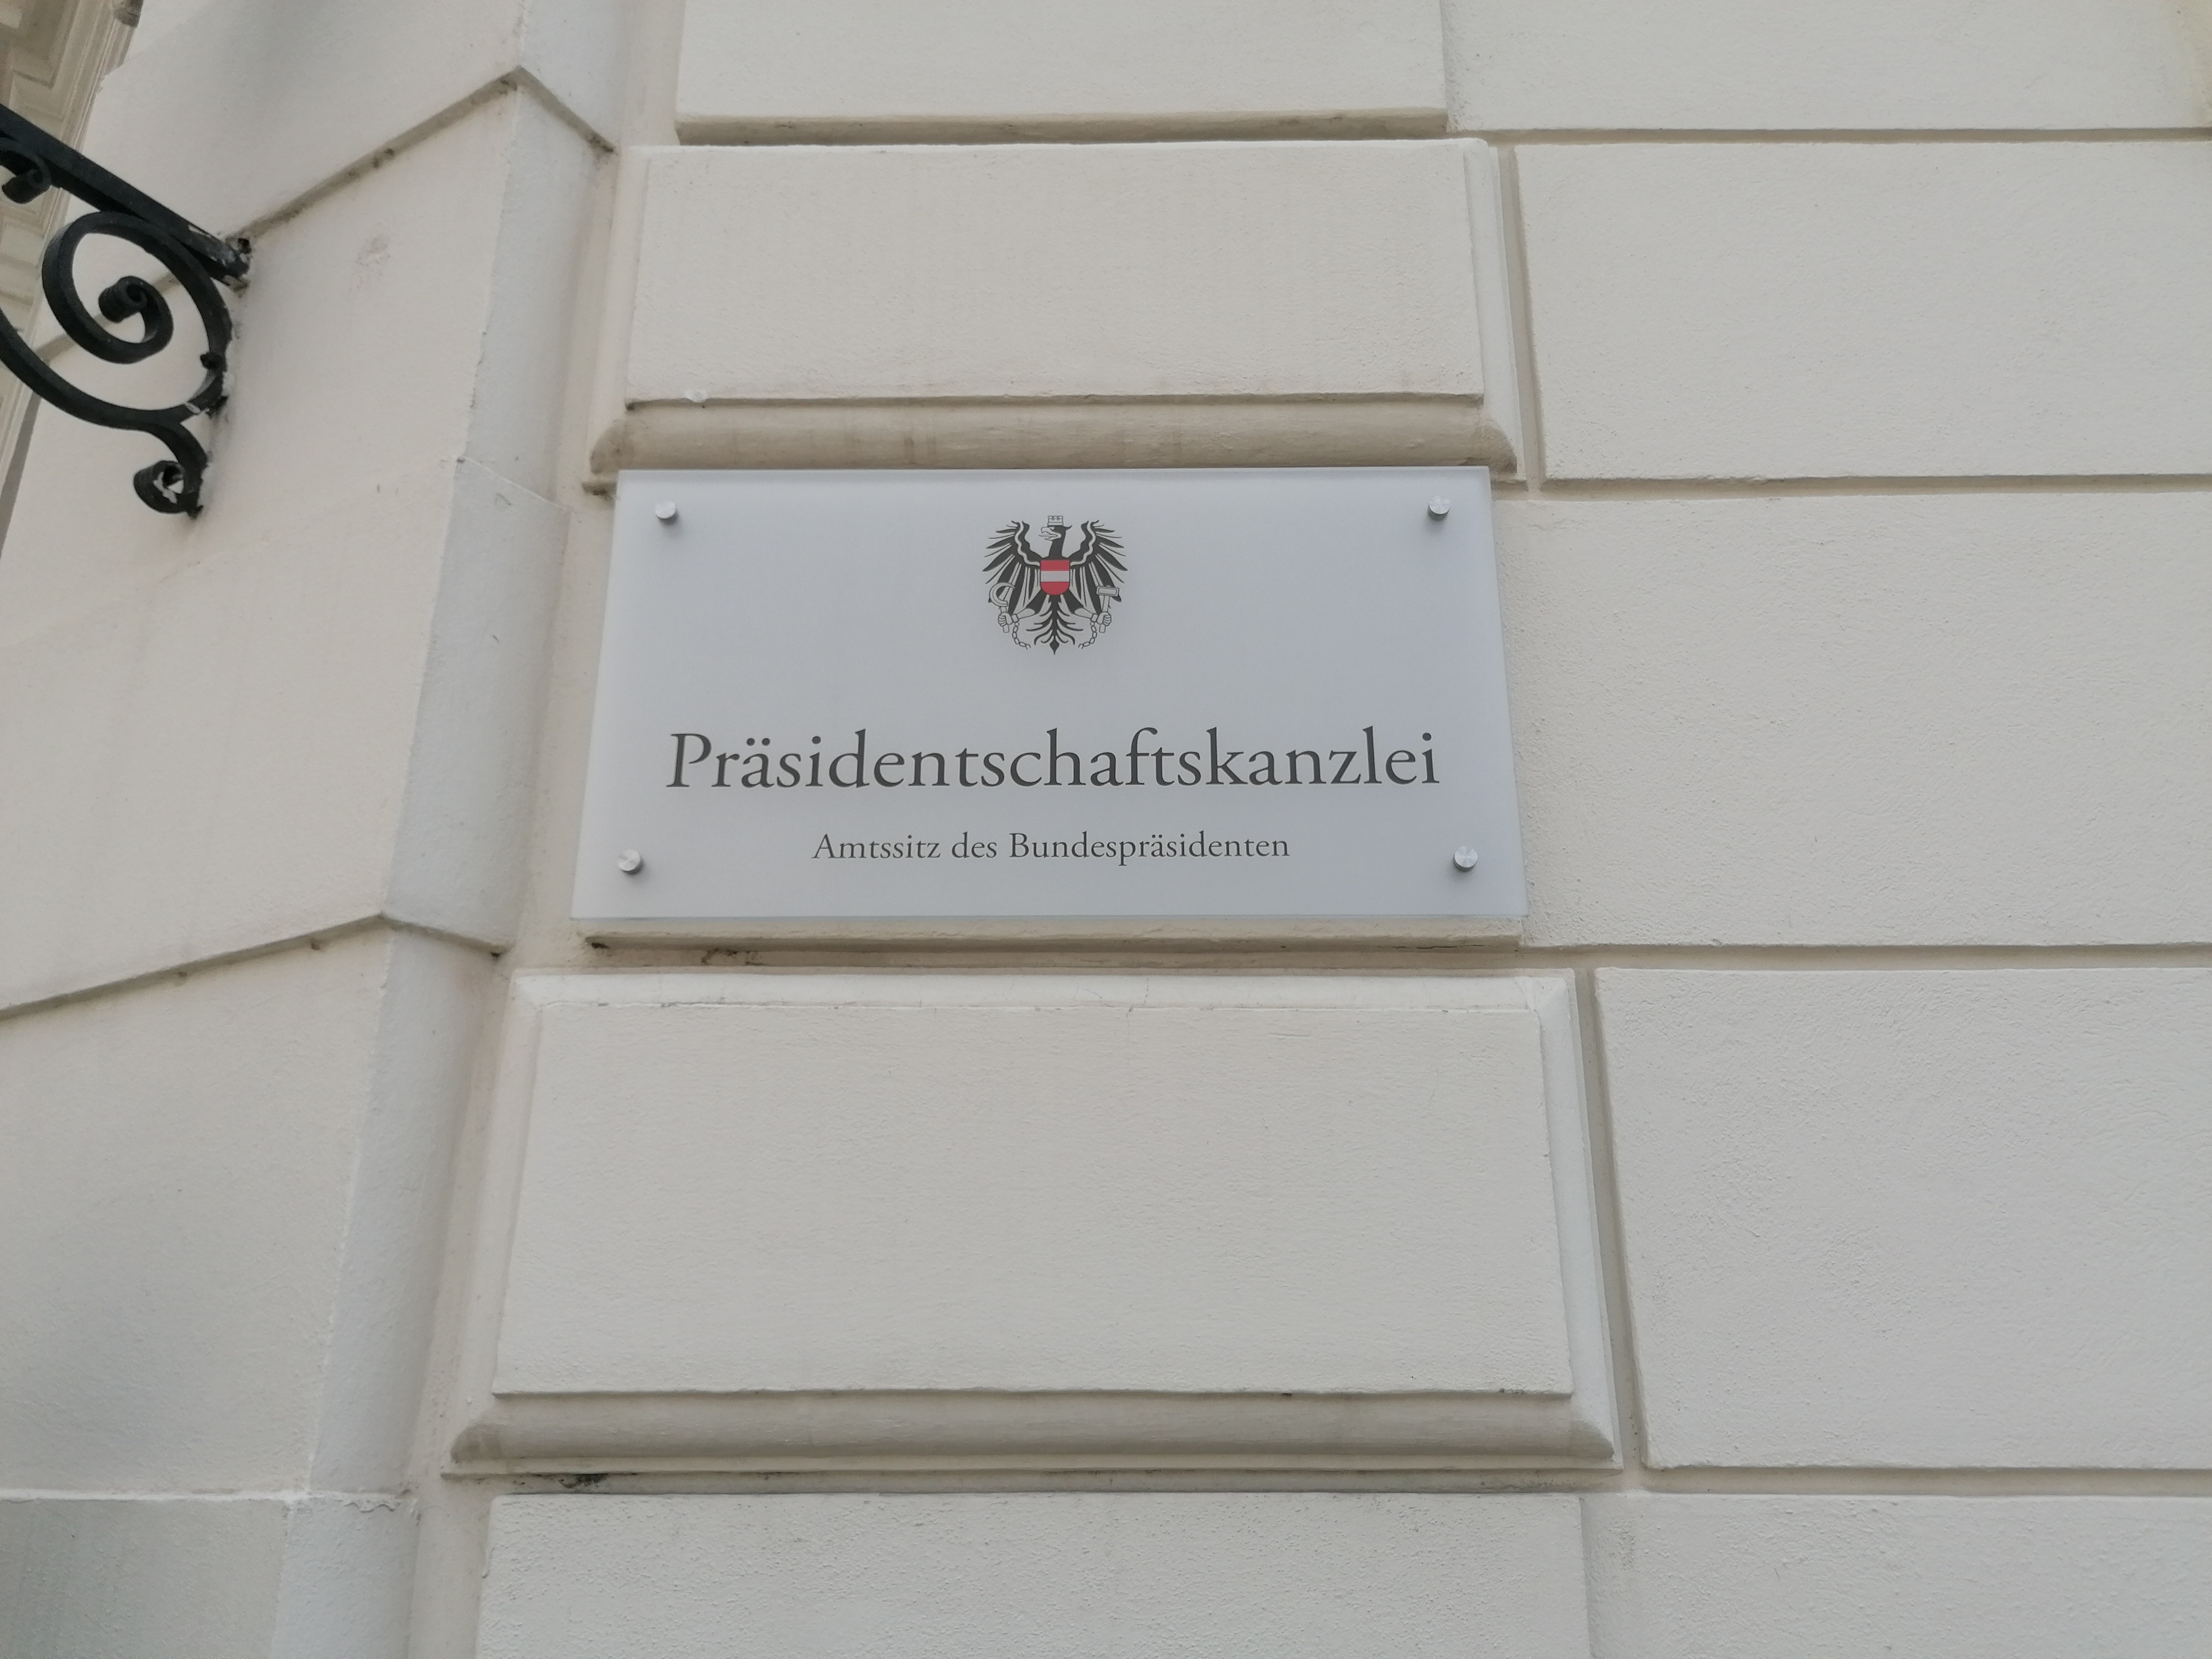 Präsidentschaftskanzlei
Amtssitz des Bundespräsidenten